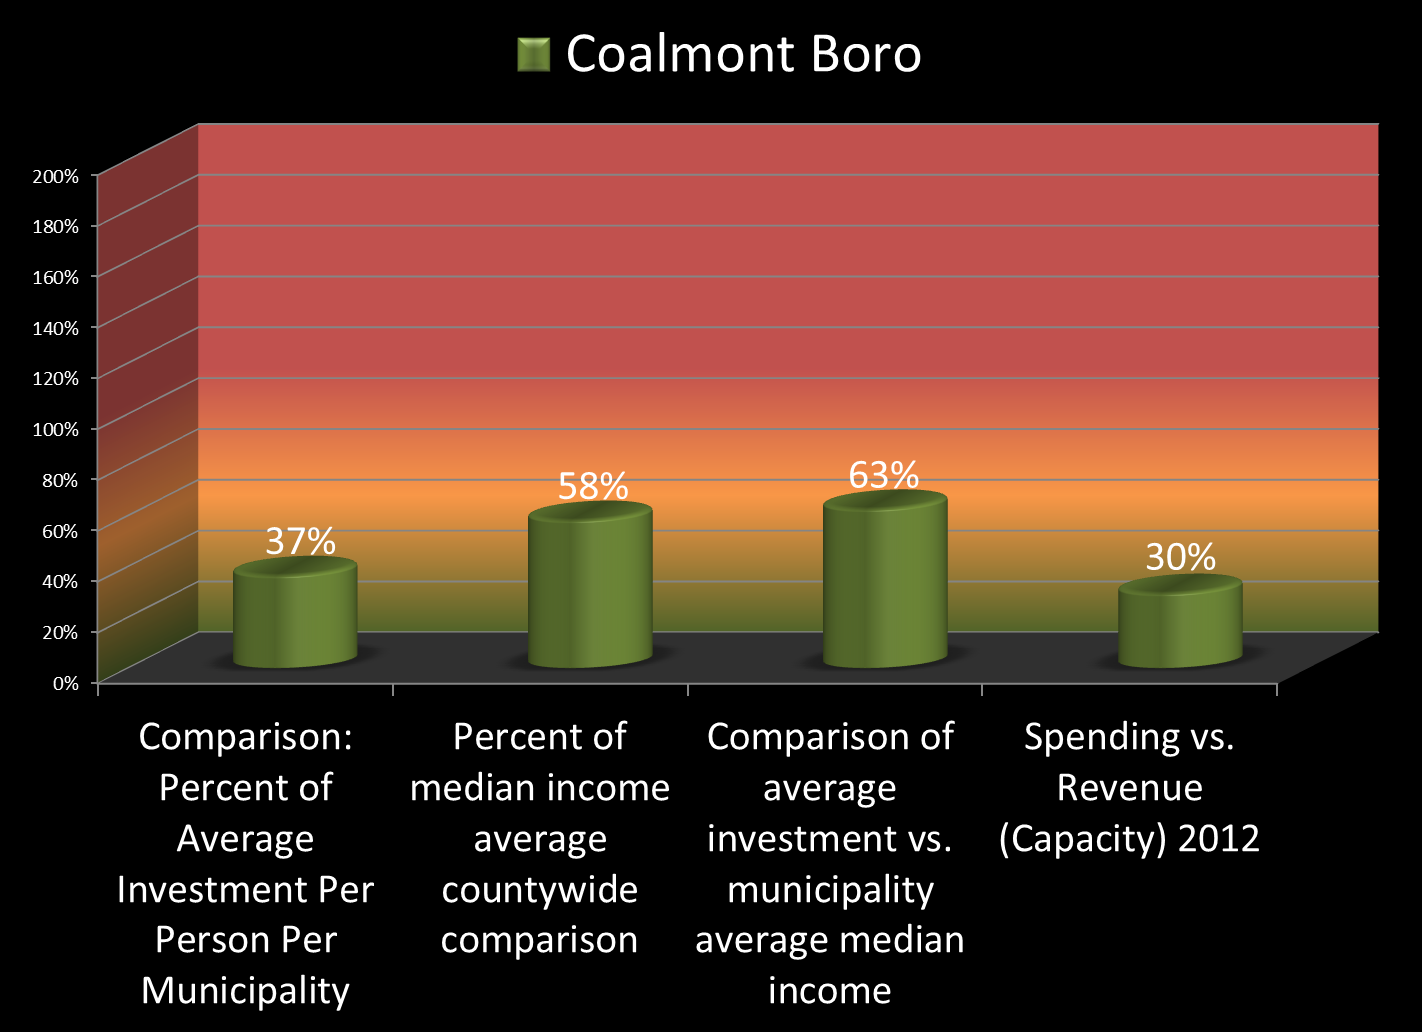 Coalmont Boro
200%
180%
160%
140%
120%
100%
80%
60%
40%
20%
0%
37%
58%
63%
30%
Comparison:
Percent of
Average
Investment Per
Person Per
Municipality
Percent of
median income
average
countywide
comparison
Comparison of
average
investment vs.
municipality
average median
income
Spending vs.
Revenue
(Capacity) 2012